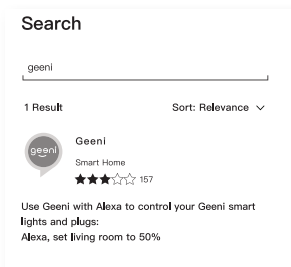 Search
geeni
1 Result Sort: Relevance
geeni Geeni
Smart Home
157
Use Geeni with Alexa to control your Geeni smart
lights and plugs:
Alexa, set living room to 50%